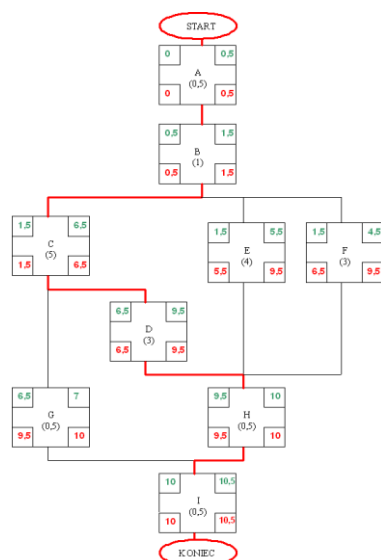 START
0 0,5
A
(0,5)
0 0,5
0,5 1,5
B
(1)
0,5 1,5
1,5 6,5
C
(5)
1,5 6,5
1,5 5,5
E
(4)
5,5 9,5
1,5 4,5
F
(3)
6,5 9,5
6,5 9,5
D
(3)
6,5 9,5
6,5 7
G
(0,5)
9,5 10
9,5 10
H
(0,5)
9,5 10
10 10,5
I
(0,5)
10 10,5
KONIEC